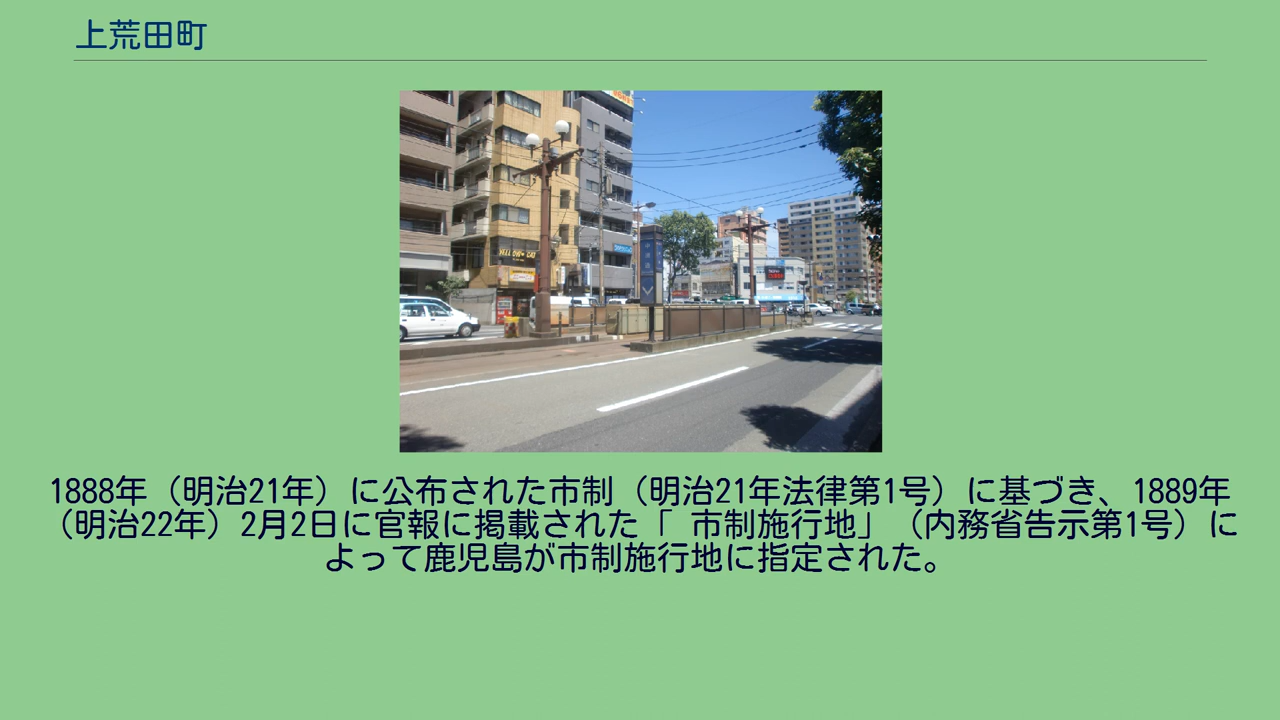 上荒田町
YELLOW CAB
1888年（明治21年）に公布された市制（明治21年法律第1号）に基づき、1889年
（明治22年）2月2日に官報に掲載された「 市制施行地」（内務省告示第1号）に
よって鹿児島が市制施行地に指定された。